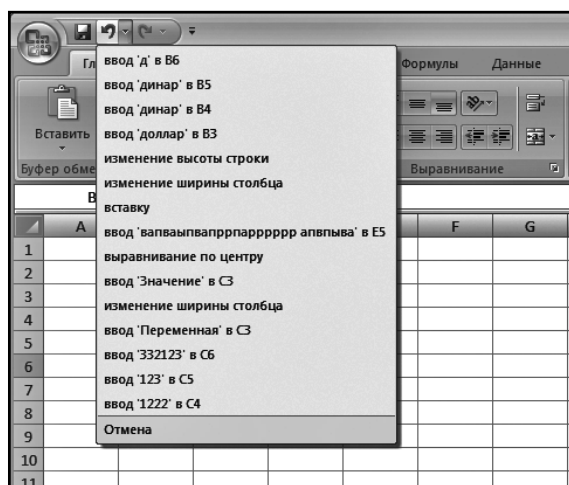 Гл
Формулы
Данные
Вставить
Буфер обме
Выравнивание
B
ввод 'д' в B6
ввод 'динар' в B5
ввод 'динар' в B4
ввод 'доллар' в B3
изменение высоты строки
изменение ширины столбца
вставку
ввод 'вапваыпвапррпарррррр апвпыва' в E5
выравнивание по центру
ввод 'Значение' в C3
изменение ширины столбца
ввод 'Переменная' в C3
ввод '332123' в C6
ввод '123' в C5
ввод '1222' в C4
Отмена
A F G
1
2
3
4
5
6
7
8
9
10
11